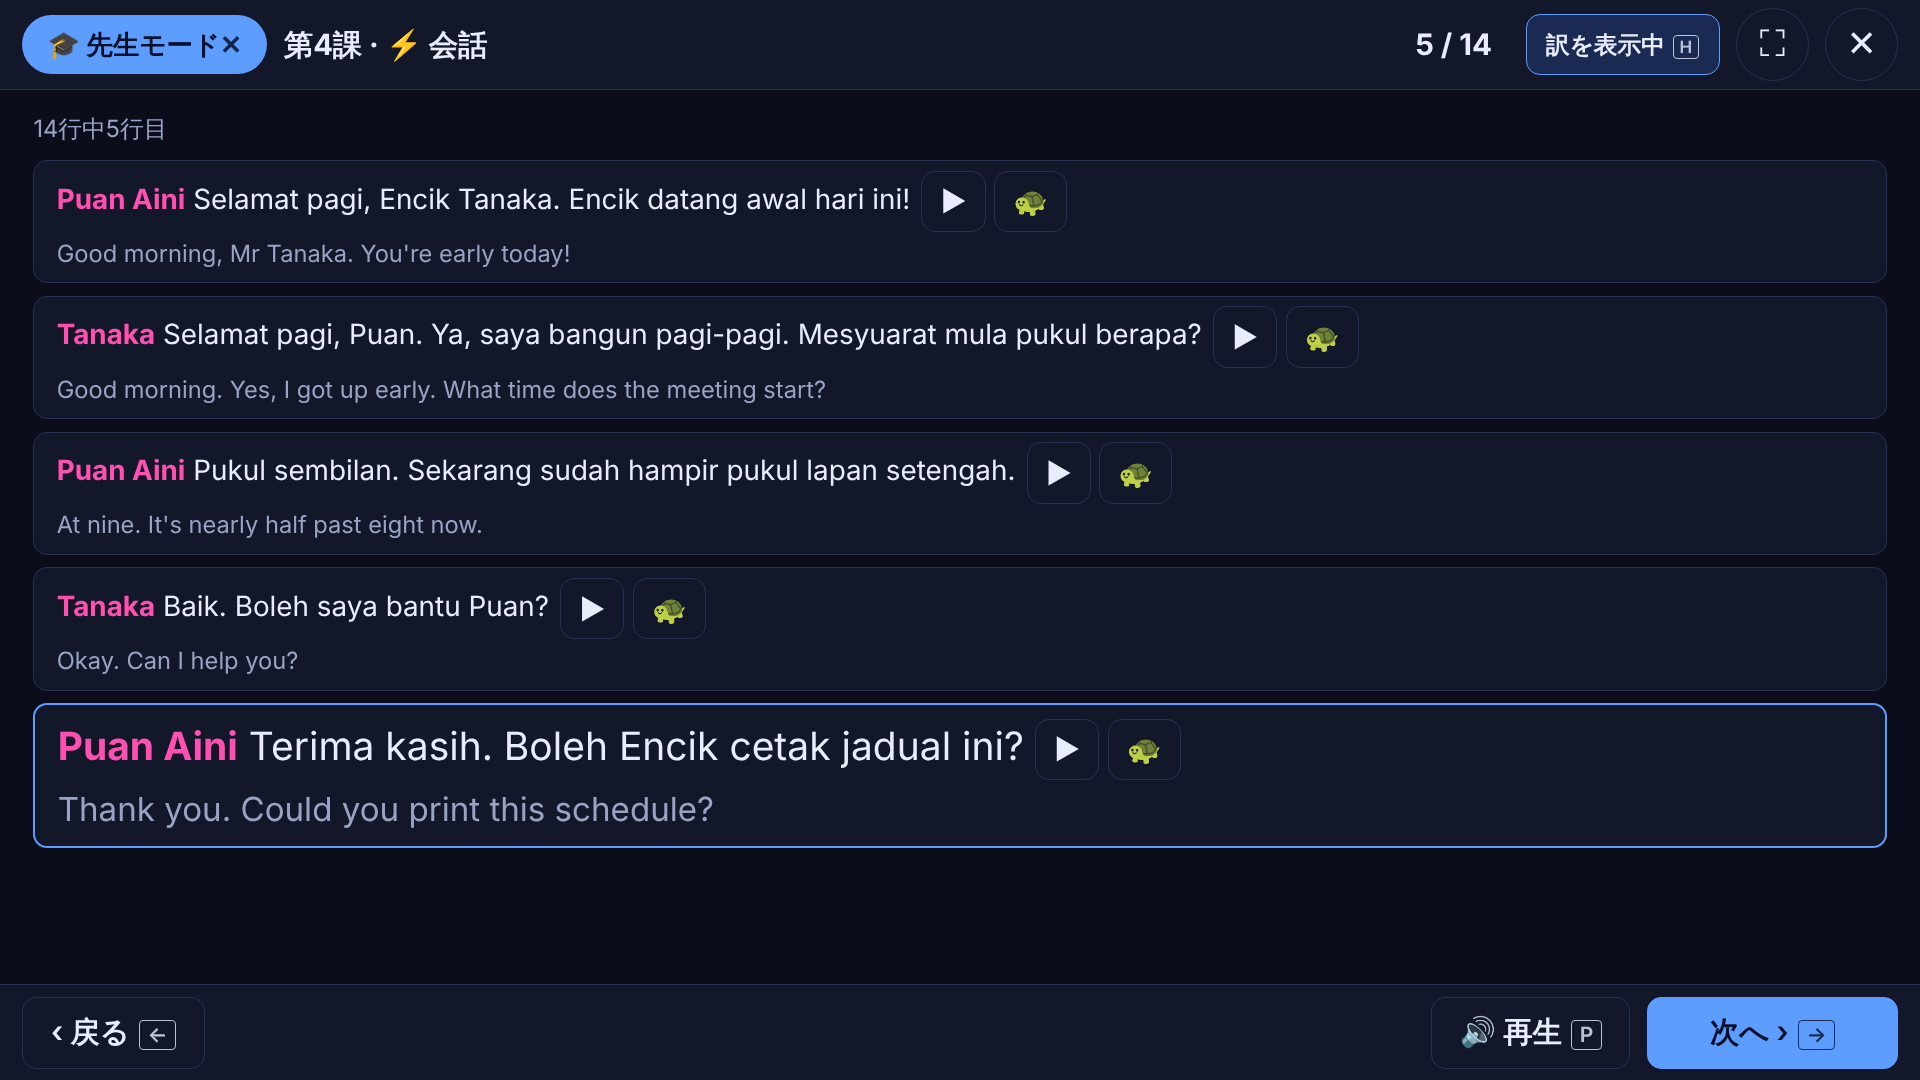 🎓 先生モード✕ 第4課 · ⚡ 会話 5 / 14 訳を表示中 H ✕
14行中5行目
Puan Aini Selamat pagi, Encik Tanaka. Encik datang awal hari ini!
Good morning, Mr Tanaka. You're early today!
Tanaka Selamat pagi, Puan. Ya, saya bangun pagi-pagi. Mesyuarat mula pukul berapa?
Good morning. Yes, I got up early. What time does the meeting start?
Puan Aini Pukul sembilan. Sekarang sudah hampir pukul lapan setengah.
At nine. It's nearly half past eight now.
Tanaka Baik. Boleh saya bantu Puan?
Okay. Can I help you?
Puan Aini Terima kasih. Boleh Encik cetak jadual ini?
Thank you. Could you print this schedule?
‹ 戻る ← 🔊 再生 P 次へ › →